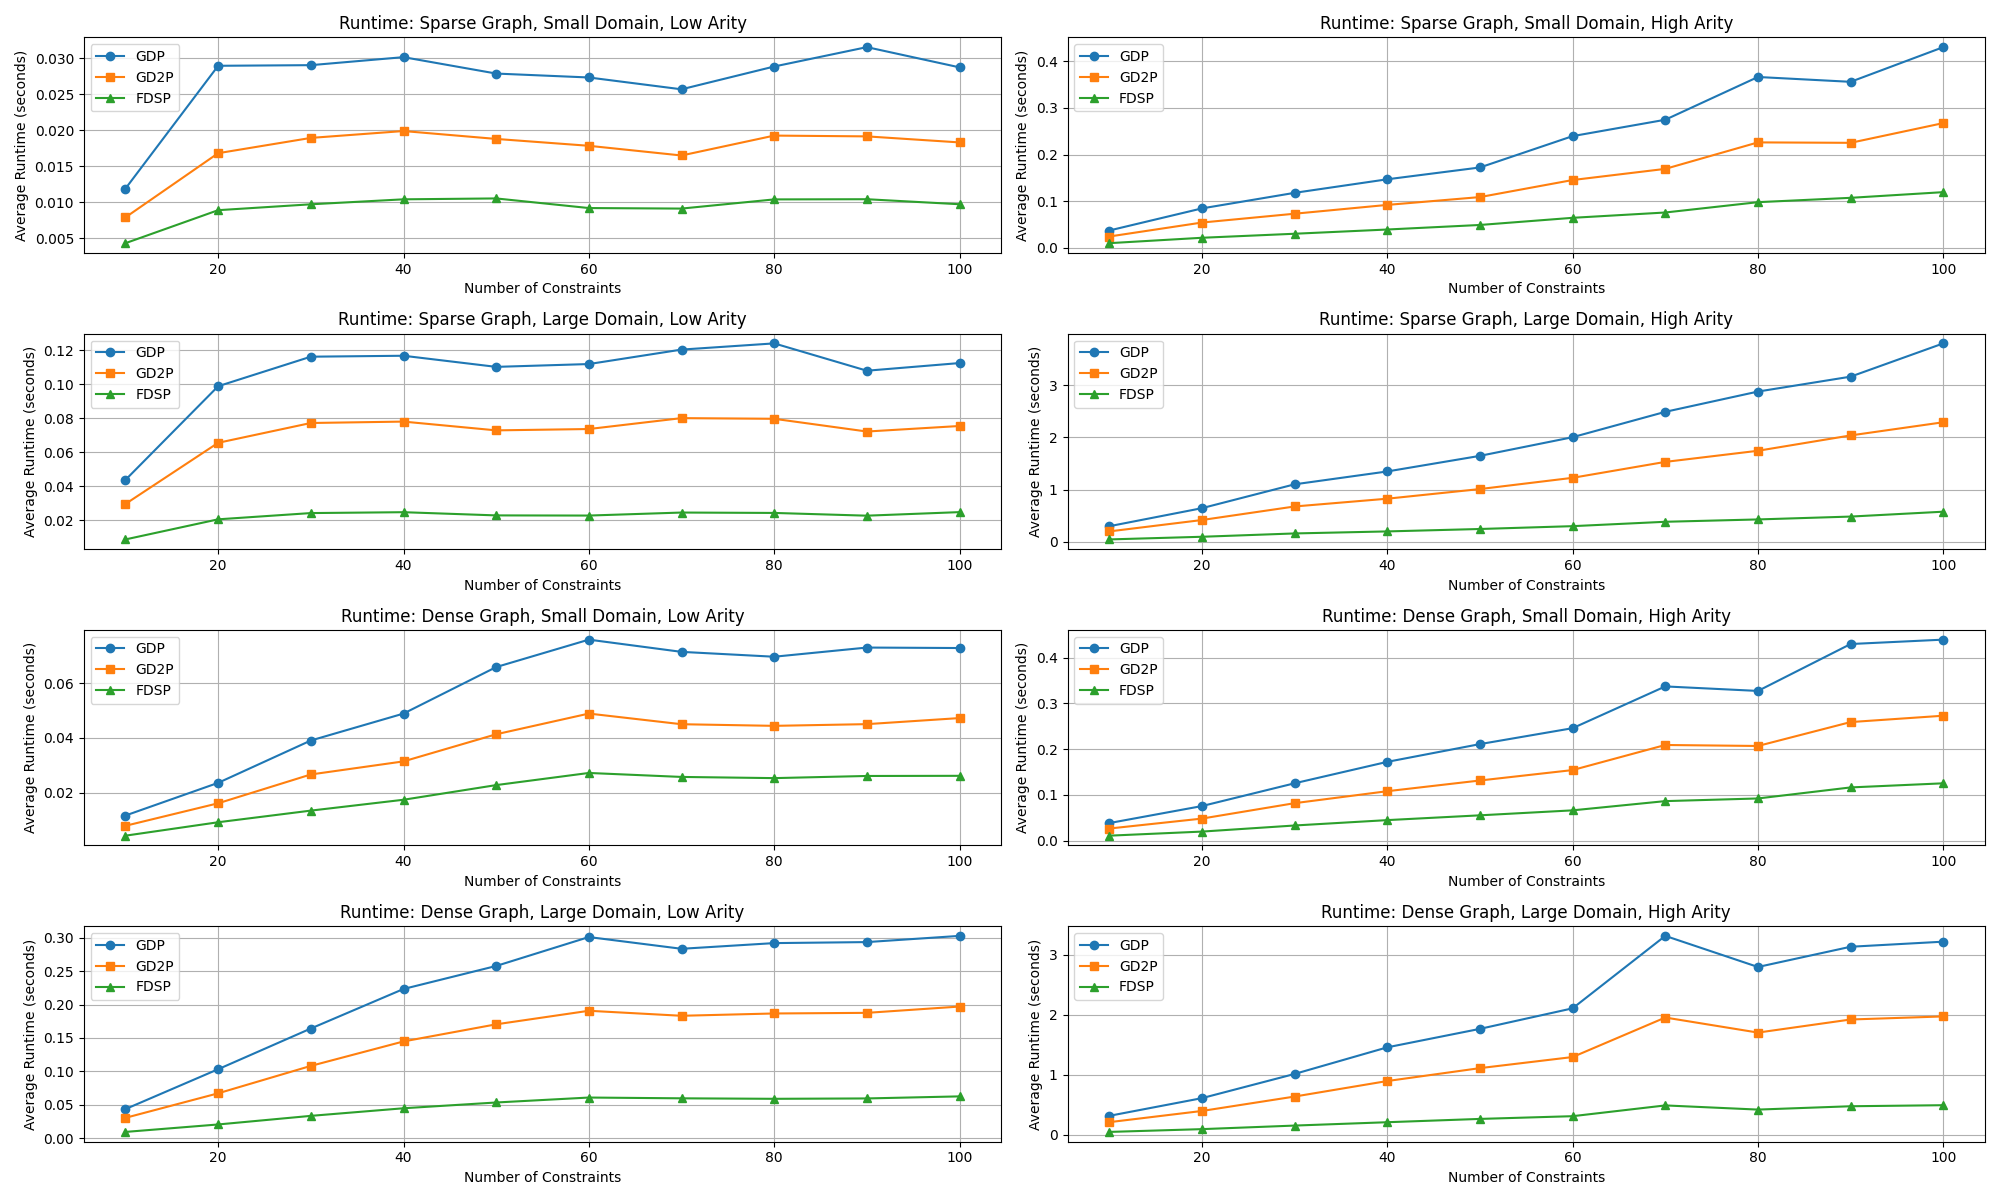 Runtime: Sparse Graph, Small Domain, Low Arity
Average Runtime (seconds)
0.030
0.025
0.020
0.015
0.010
0.005
GDP
GD2P
FDSP
20 40 60 80 100
Number of Constraints
Runtime: Sparse Graph, Small Domain, High Arity
Average Runtime (seconds)
0.4
0.3
0.2
0.1
0.0
GDP
GD2P
FDSP
20 40 60 80 100
Number of Constraints
Runtime: Sparse Graph, Large Domain, Low Arity
Average Runtime (seconds)
0.12
0.10
0.08
0.06
0.04
0.02
GDP
GD2P
FDSP
20 40 60 80 100
Number of Constraints
Runtime: Sparse Graph, Large Domain, High Arity
Average Runtime (seconds)
3
2
1
0
GDP
GD2P
FDSP
20 40 60 80 100
Number of Constraints
Runtime: Dense Graph, Small Domain, Low Arity
Average Runtime (seconds)
0.06
0.04
0.02
GDP
GD2P
FDSP
20 40 60 80 100
Number of Constraints
Runtime: Dense Graph, Small Domain, High Arity
Average Runtime (seconds)
0.4
0.3
0.2
0.1
0.0
GDP
GD2P
FDSP
20 40 60 80 100
Number of Constraints
Runtime: Dense Graph, Large Domain, Low Arity
Average Runtime (seconds)
0.30
0.25
0.20
0.15
0.10
0.05
0.00
GDP
GD2P
FDSP
20 40 60 80 100
Number of Constraints
Runtime: Dense Graph, Large Domain, High Arity
Average Runtime (seconds)
3
2
1
0
GDP
GD2P
FDSP
20 40 60 80 100
Number of Constraints